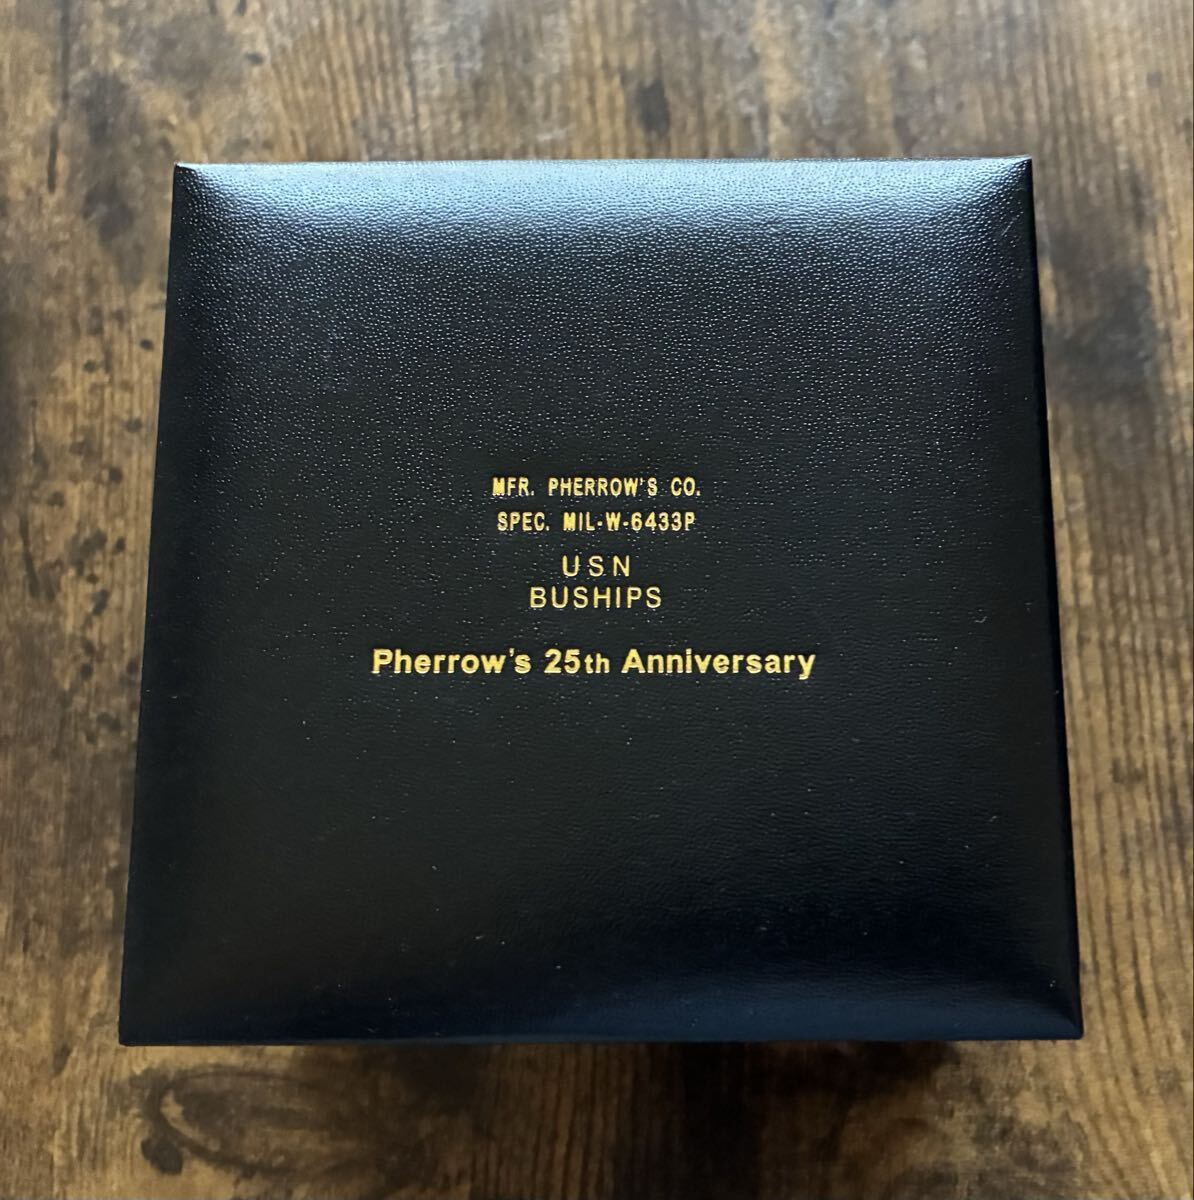 MFR. PHERROW'S CO.
SPEC. MIL-W-6433P
USN
BUSHIPS
Pherrow's 25th Anniversary